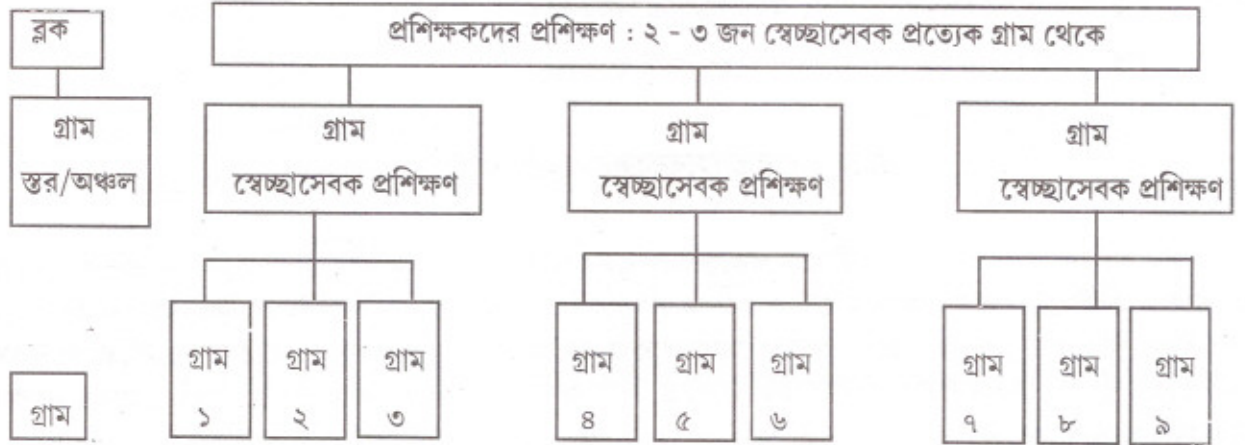 ব্লক
প্রশিক্ষকদের প্রশিক্ষণ : ২ - ৩ জন স্বেচ্ছাসেবক প্রত্যেক গ্রাম থেকে
গ্রাম
স্তর/অঞ্চল
গ্রাম
স্বেচ্ছাসেবক প্রশিক্ষণ
গ্রাম
স্বেচ্ছাসেবক প্রশিক্ষণ
গ্রাম
স্বেচ্ছাসেবক প্রশিক্ষণ
গ্রাম
গ্রাম
১
গ্রাম
২
গ্রাম
৩
গ্রাম
৪
গ্রাম
৫
গ্রাম
৬
গ্রাম
৭
গ্রাম
৮
গ্রাম
৯